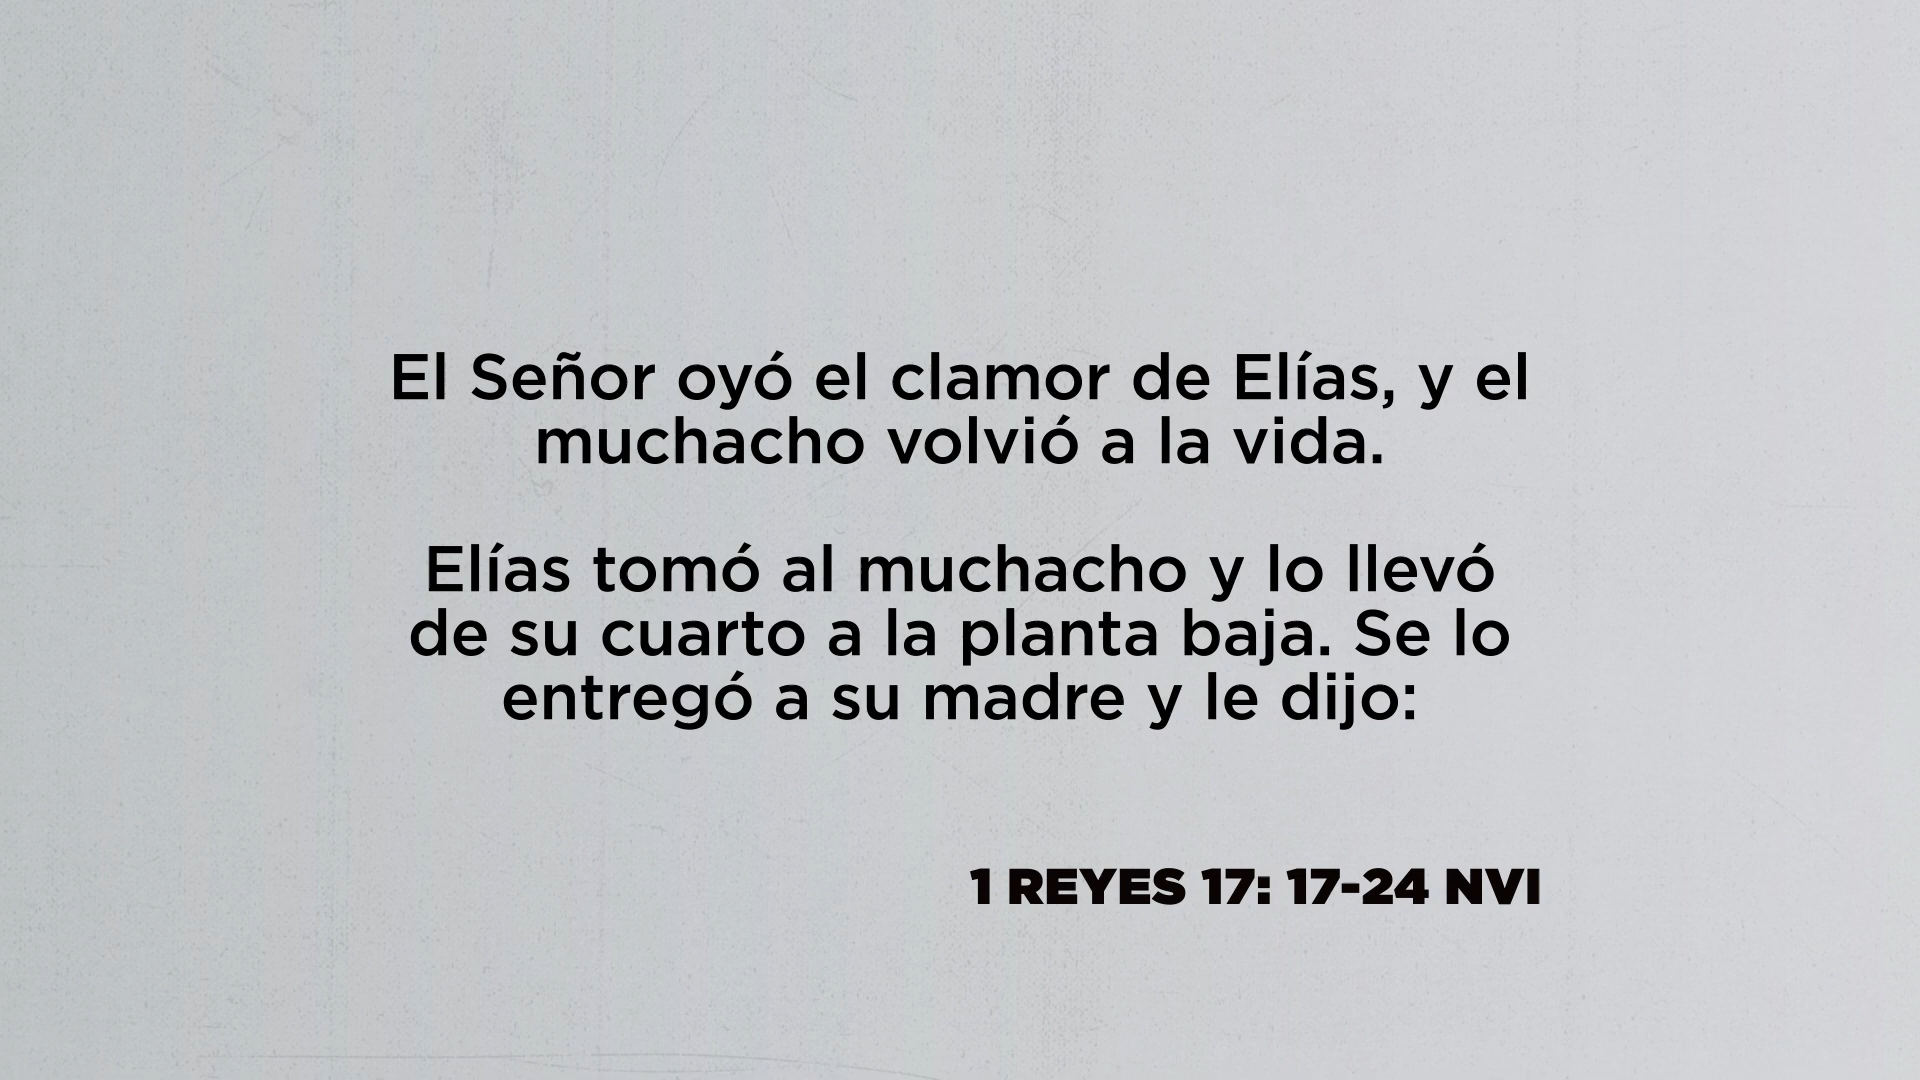 El Señor oyó el clamor de Elías, y el
muchacho volvió a la vida.
Elías tomó al muchacho y lo llevó
de su cuarto a la planta baja. Se lo
entregó a su madre y le dijo:
1 REYES 17: 17-24 NVI